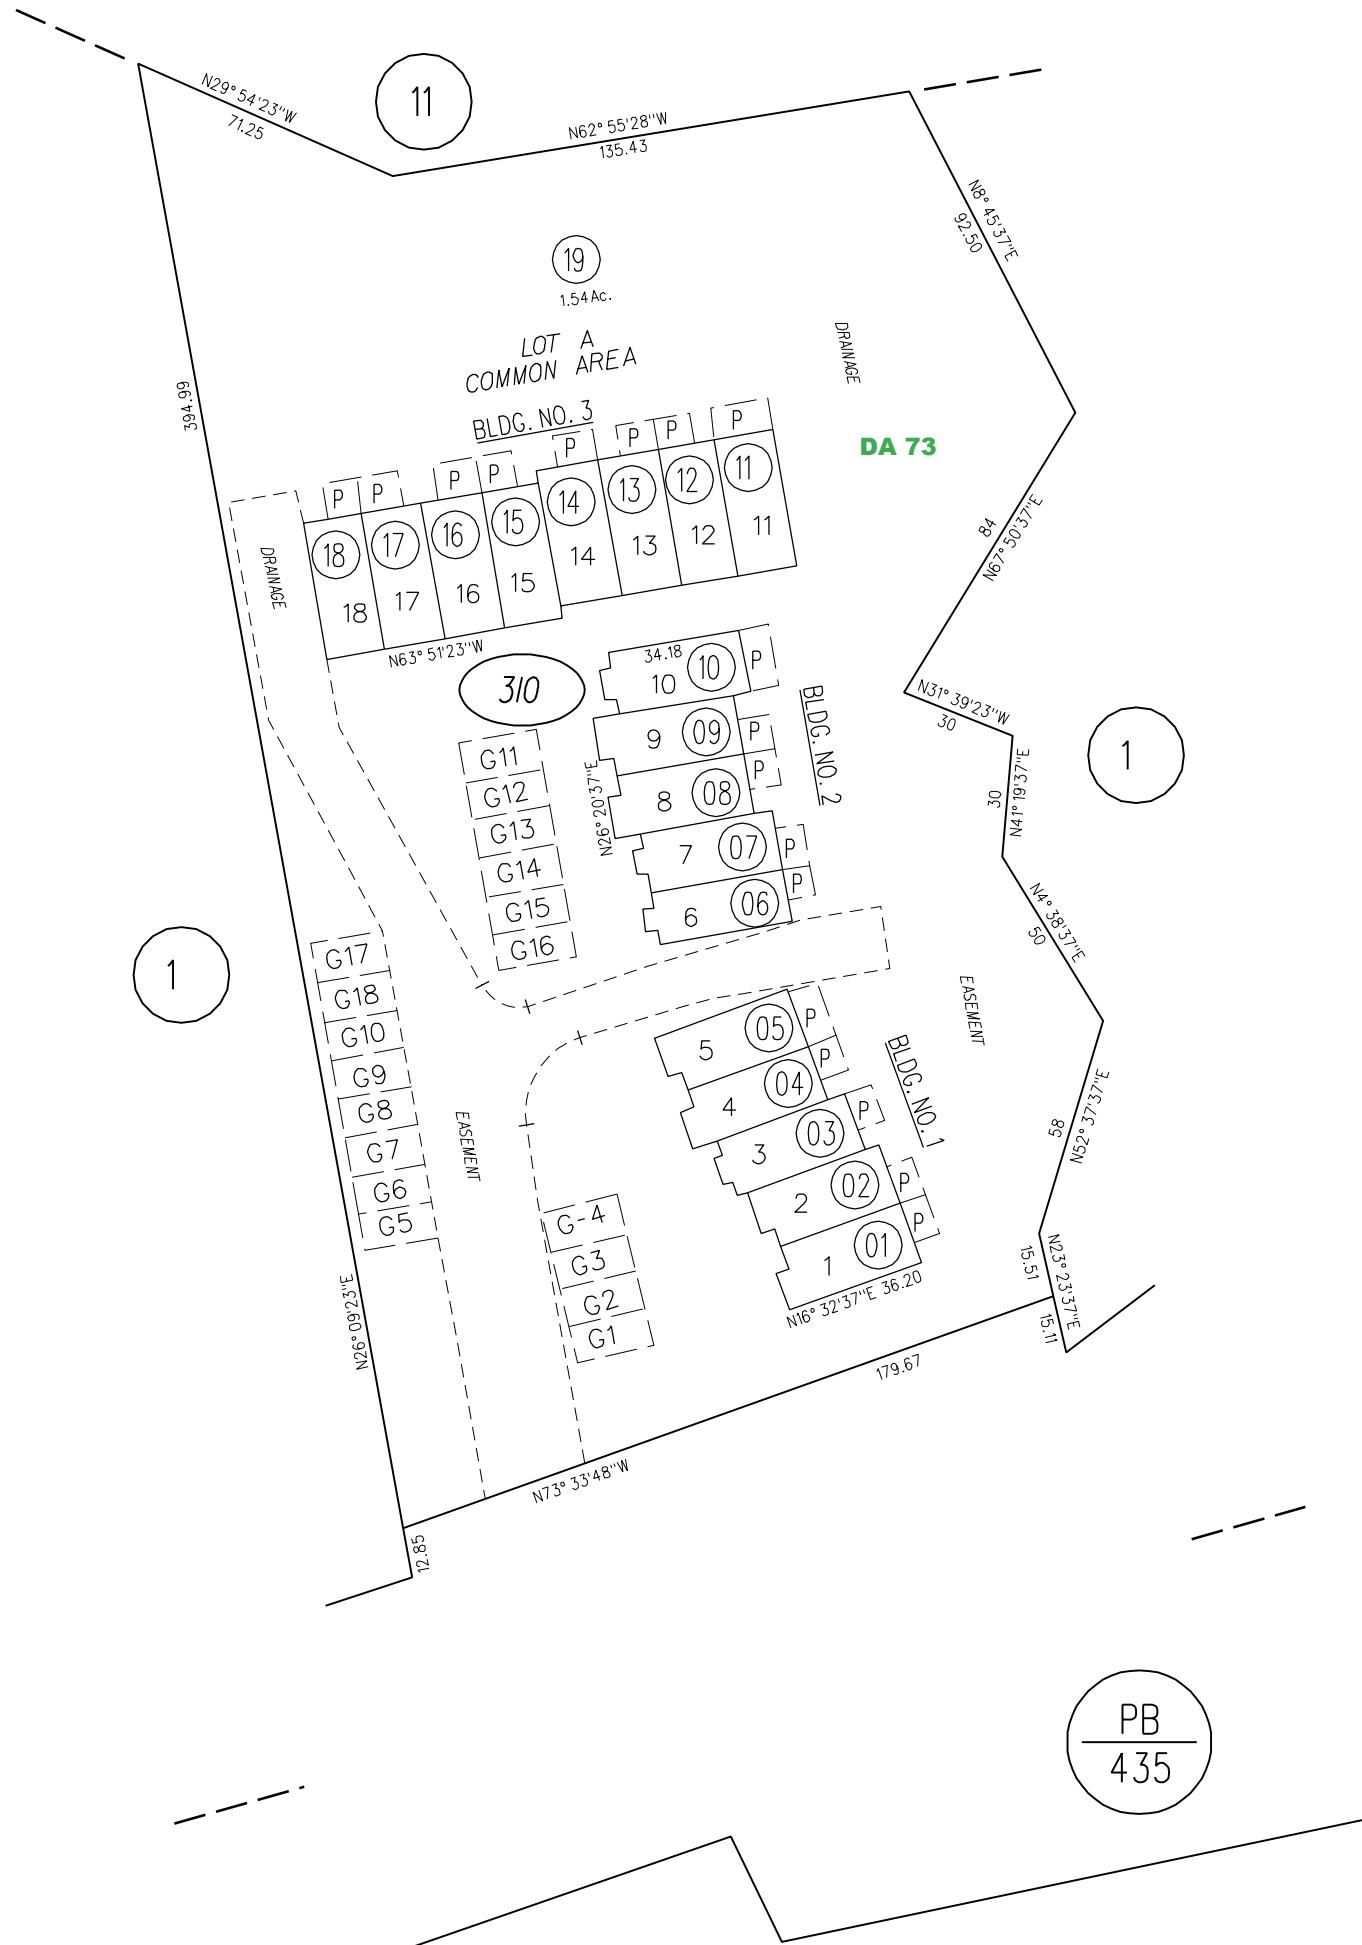 11
N29° 54'23"W
71.25
N62° 55'28"W
135.43
N8° 45'37"E
92.50
19
1.54Ac.
LOT A
COMMON AREA
DRAINAGE
394.99
BLDG. NO. 3
DA 73
P P P P P P P P
18 17 16 15 14 13 12 11
18 17 16 15 14 13 12 11
DRAINAGE
84
N67° 50'37"E
N63° 51'23"W
310
34.18
10 10 P
9 09 P
8 08 P
7 07 P
6 06 P
BLDG. NO. 2
N26° 20'37"E
N31° 39'23"W
30
1
30
N41° 19'37"E
G11
G12
G13
G14
G15
G16
N4° 38'37"E
50
1
G17
G18
G10
G9
G8
G7
G6
G5
EASEMENT
EASEMENT
5 05 P
4 04 P
3 03 P
2 02 P
1 01 P
BLDG. NO. 1
N16° 32'37"E 36.20
58
N52° 37'37"E
G-4
G3
G2
G1
N26° 09'23"E
15.51
N23° 23'37"E
15.11
179.67
N73° 33'48"W
12.85
PB
435